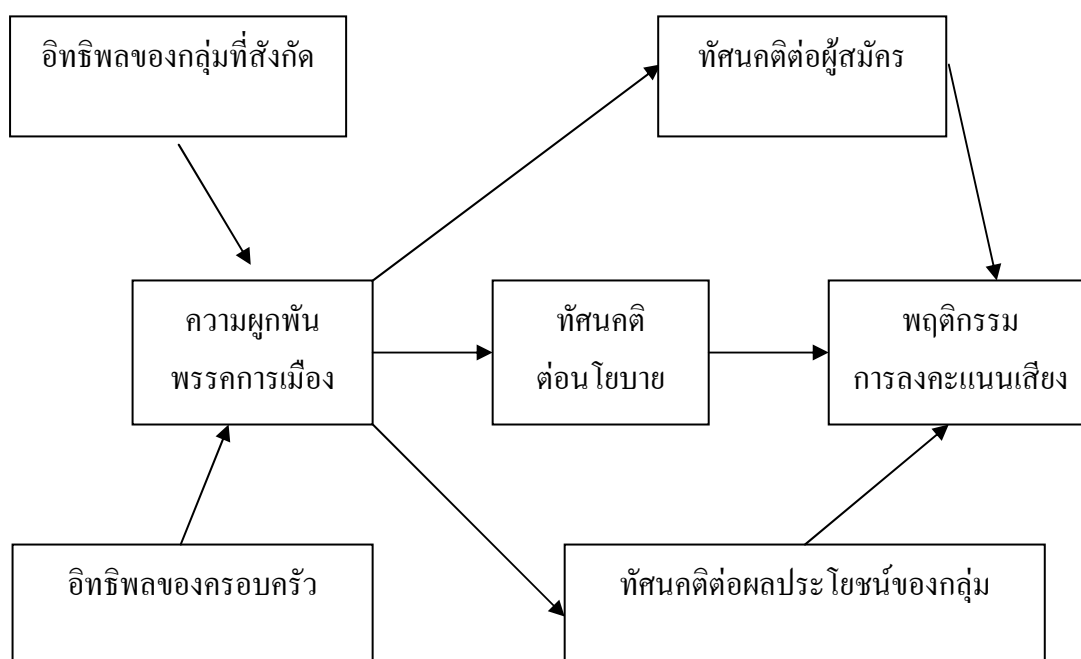 อิทธิพลของกลุ่มที่สังกัด
ทัศนคติต่อผู้สมัคร
ความผูกพัน
พรรคการเมือง
ทัศนคติ
ต่อนโยบาย
พฤติกรรม
การลงคะแนนเสียง
อิทธิพลของครอบครัว
ทัศนคติต่อผลประโยชน์ของกลุ่ม